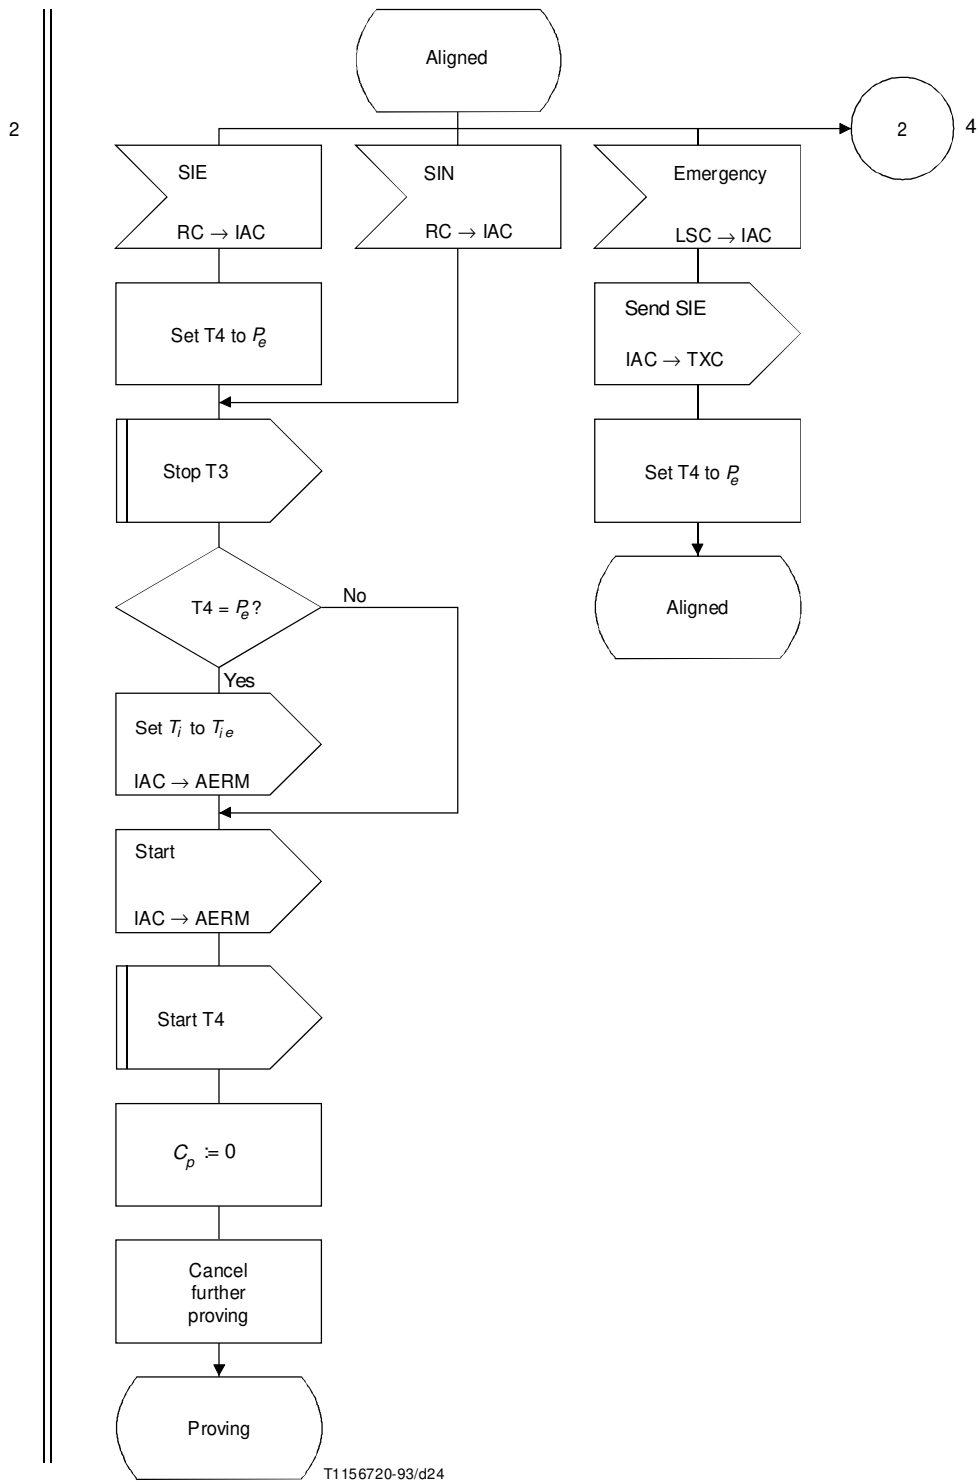 Aligned
2
2
4
SIE
RC → IAC
SIN
RC → IAC
Emergency
LSC → IAC
Set T4 to Pe
Send SIE
IAC → TXC
Stop T3
Set T4 to Pe
T4 = Pe?
No
Yes
Aligned
Set Ti to Tie
IAC → AERM
Start
IAC → AERM
Start T4
Cp := 0
Cancel
further
proving
Proving
T1156720-93/d24